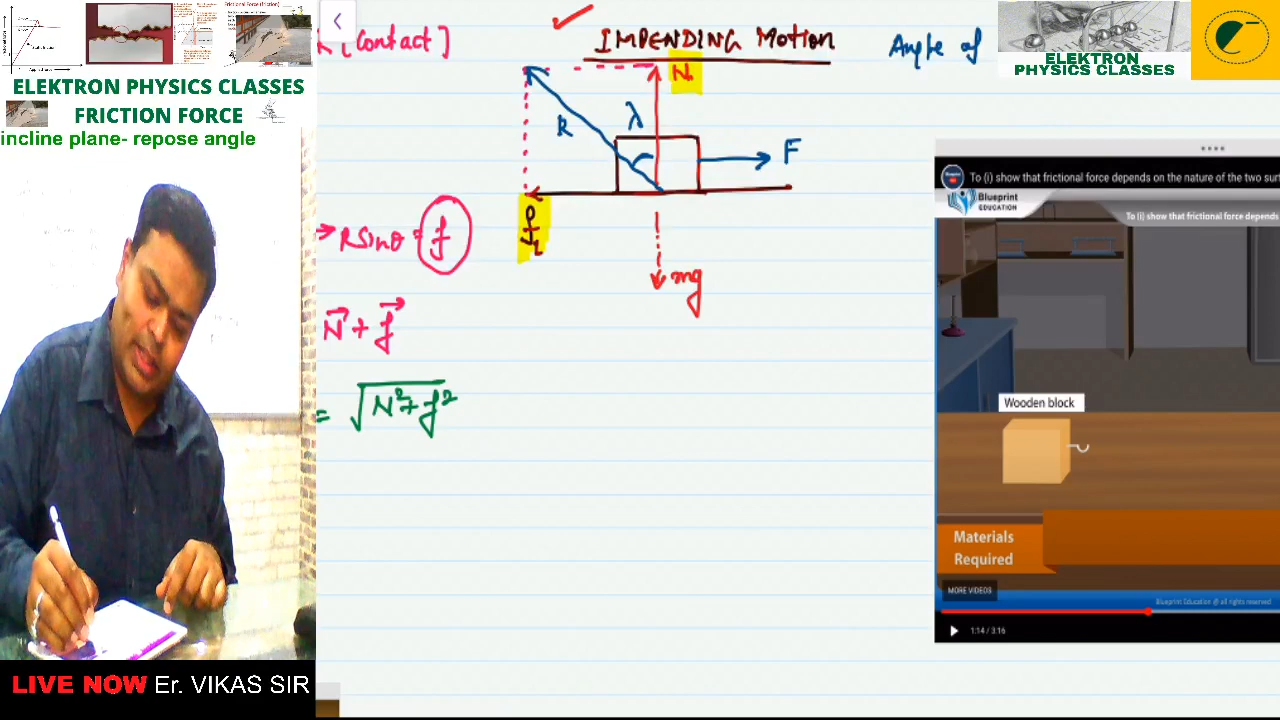 ELEKTRON PHYSICS CLASSES
FRICTION FORCE
incline plane- repose angle
Frictional Force (friction)
[Contact]
IMPENDING MOTION
Angle of
ELEKTRON
PHYSICS CLASSES
N
R
λ
F
f
mg
→ R sinθ = f
N + f
= √N²+f²
To (i) show that frictional force depends on the nature of the two sur
Blueprint
EDUCATION
To (i) show that frictional force depends
Wooden block
Materials
Required
MORE VIDEOS
Blueprint Education @ all rights reserved
1:14 / 3:16
LIVE NOW Er. VIKAS SIR